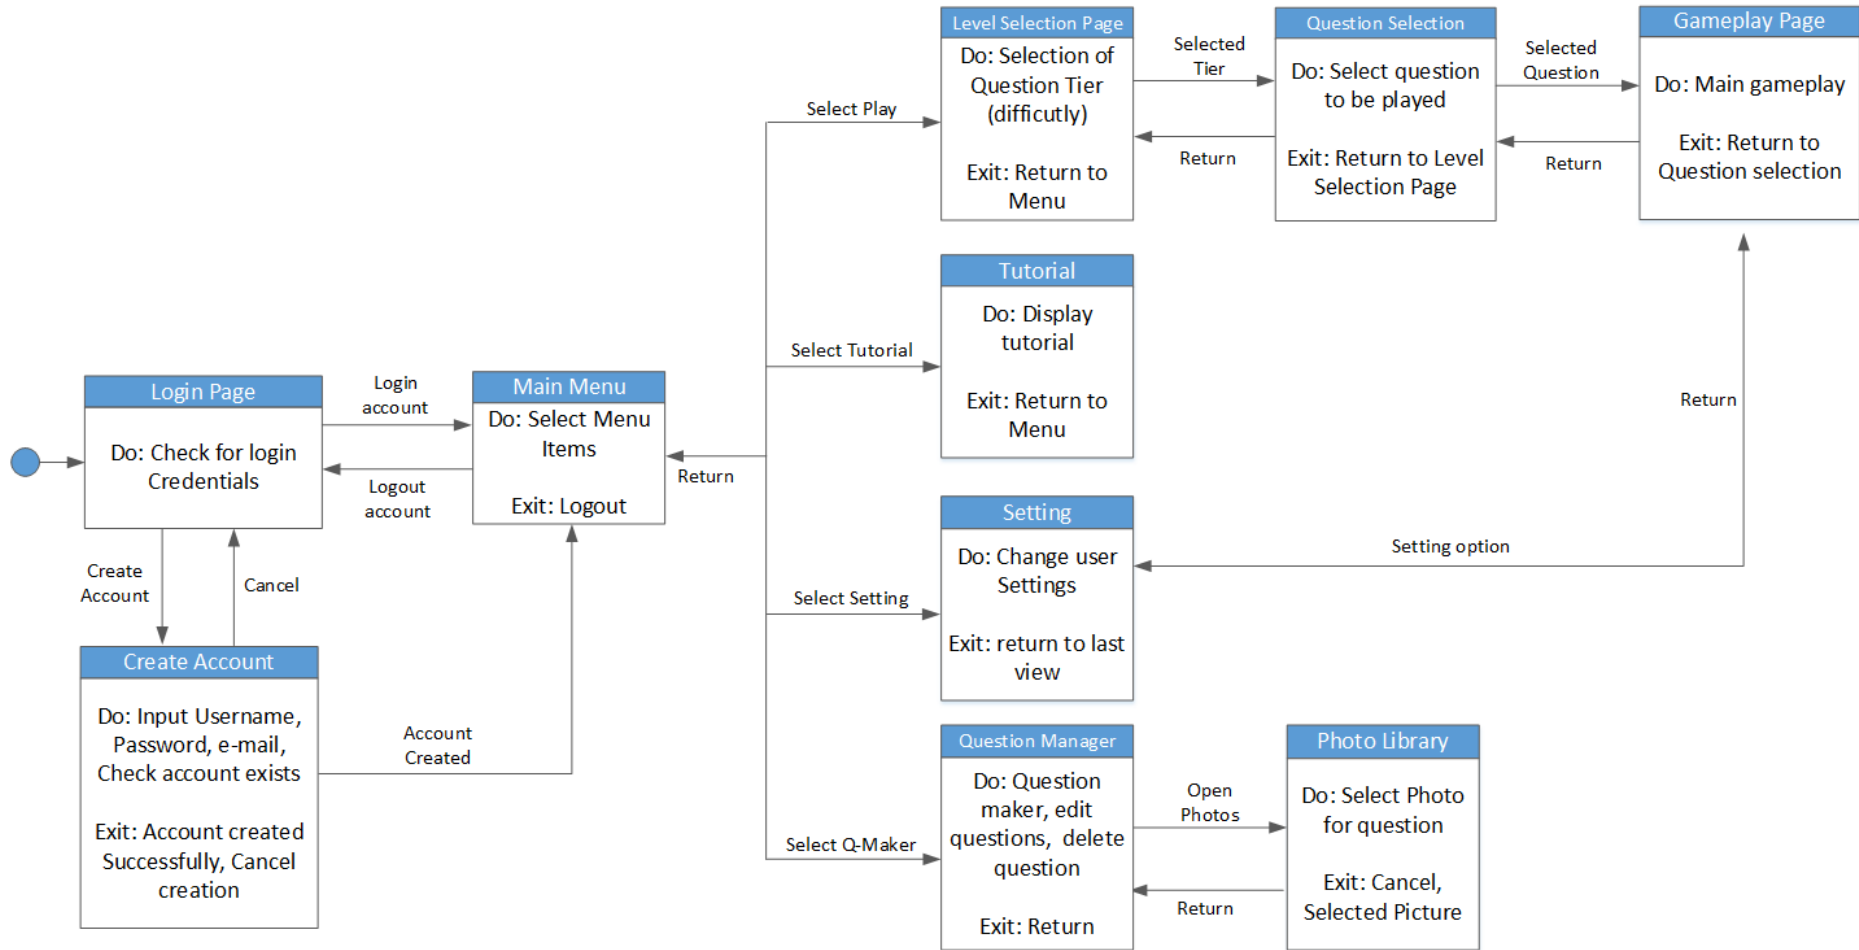 Level Selection Page
Do: Selection of
Question Tier
(difficutly)
Exit: Return to
Menu
Selected
Tier
Return
Question Selection
Do: Select question
to be played
Exit: Return to Level
Selection Page
Selected
Question
Return
Gameplay Page
Do: Main gameplay
Exit: Return to
Question selection
Select Play
Tutorial
Do: Display
tutorial
Exit: Return to
Menu
Select Tutorial
Login Page
Do: Check for login
Credentials
Login
account
Logout
account
Main Menu
Do: Select Menu
Items
Exit: Logout
Return
Return
Setting
Do: Change user
Settings
Exit: return to last
view
Setting option
Select Setting
Create
Account
Cancel
Create Account
Do: Input Username,
Password, e-mail,
Check account exists
Exit: Account created
Successfully, Cancel
creation
Account
Created
Select Q-Maker
Question Manager
Do: Question
maker, edit
questions, delete
question
Exit: Return
Open
Photos
Return
Photo Library
Do: Select Photo
for question
Exit: Cancel,
Selected Picture